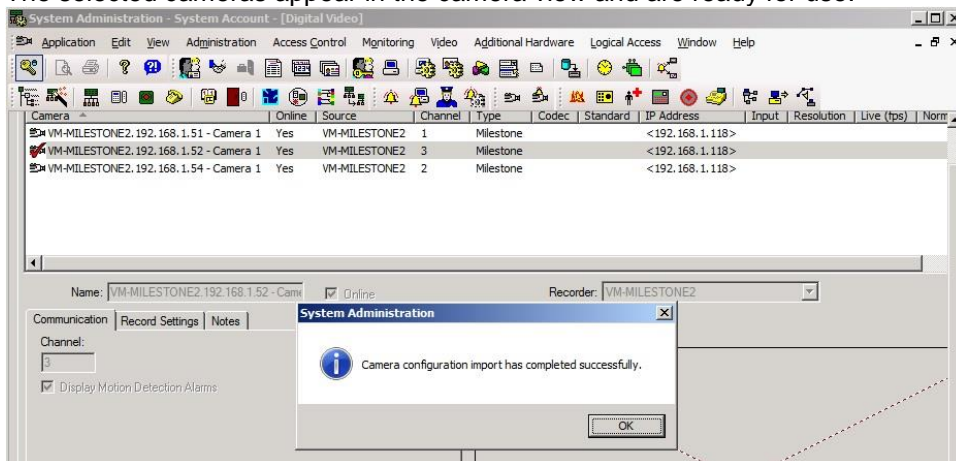 The selected cameras appear in the camera view and are ready for use.
System Administration - System Account - [Digital Video]
Application Edit View Administration Access Control Monitoring Video Additional Hardware Logical Access Window Help
Camera Online Source Channel Type Codec Standard IP Address Input Resolution Live (fps) Norm
VM-MILESTONE2.192.168.1.51 - Camera 1 Yes VM-MILESTONE2 1 Milestone <192.168.1.118>
VM-MILESTONE2.192.168.1.52 - Camera 1 Yes VM-MILESTONE2 3 Milestone <192.168.1.118>
VM-MILESTONE2.192.168.1.54 - Camera 1 Yes VM-MILESTONE2 2 Milestone <192.168.1.118>
Name: VM-MILESTONE2.192.168.1.52 - Came Online Recorder: VM-MILESTONE2
Communication Record Settings Notes
System Administration
Channel:
3
Camera configuration import has completed successfully.
Display Motion Detection Alarms
OK